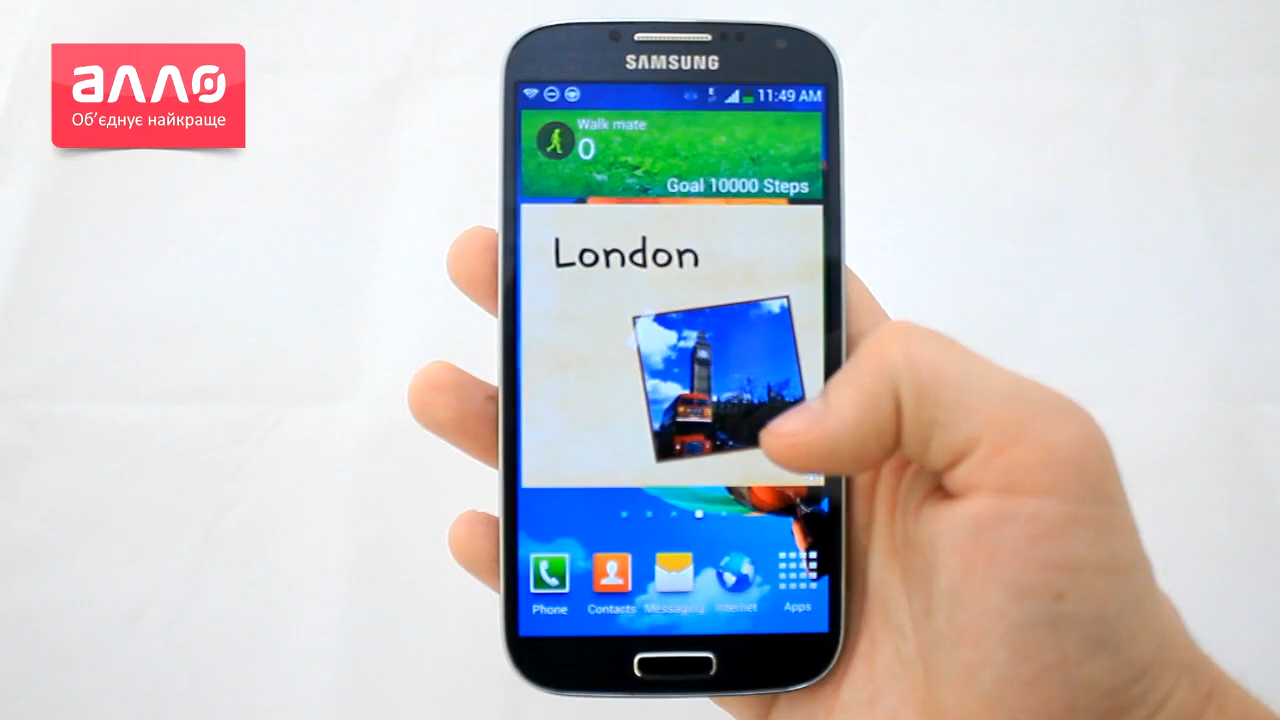 алло
Об’єднує найкраще
SAMSUNG
11:49 AM
Walk mate
0
Goal 10000 Steps
London
Phone
Contacts
Messaging
Internet
Apps